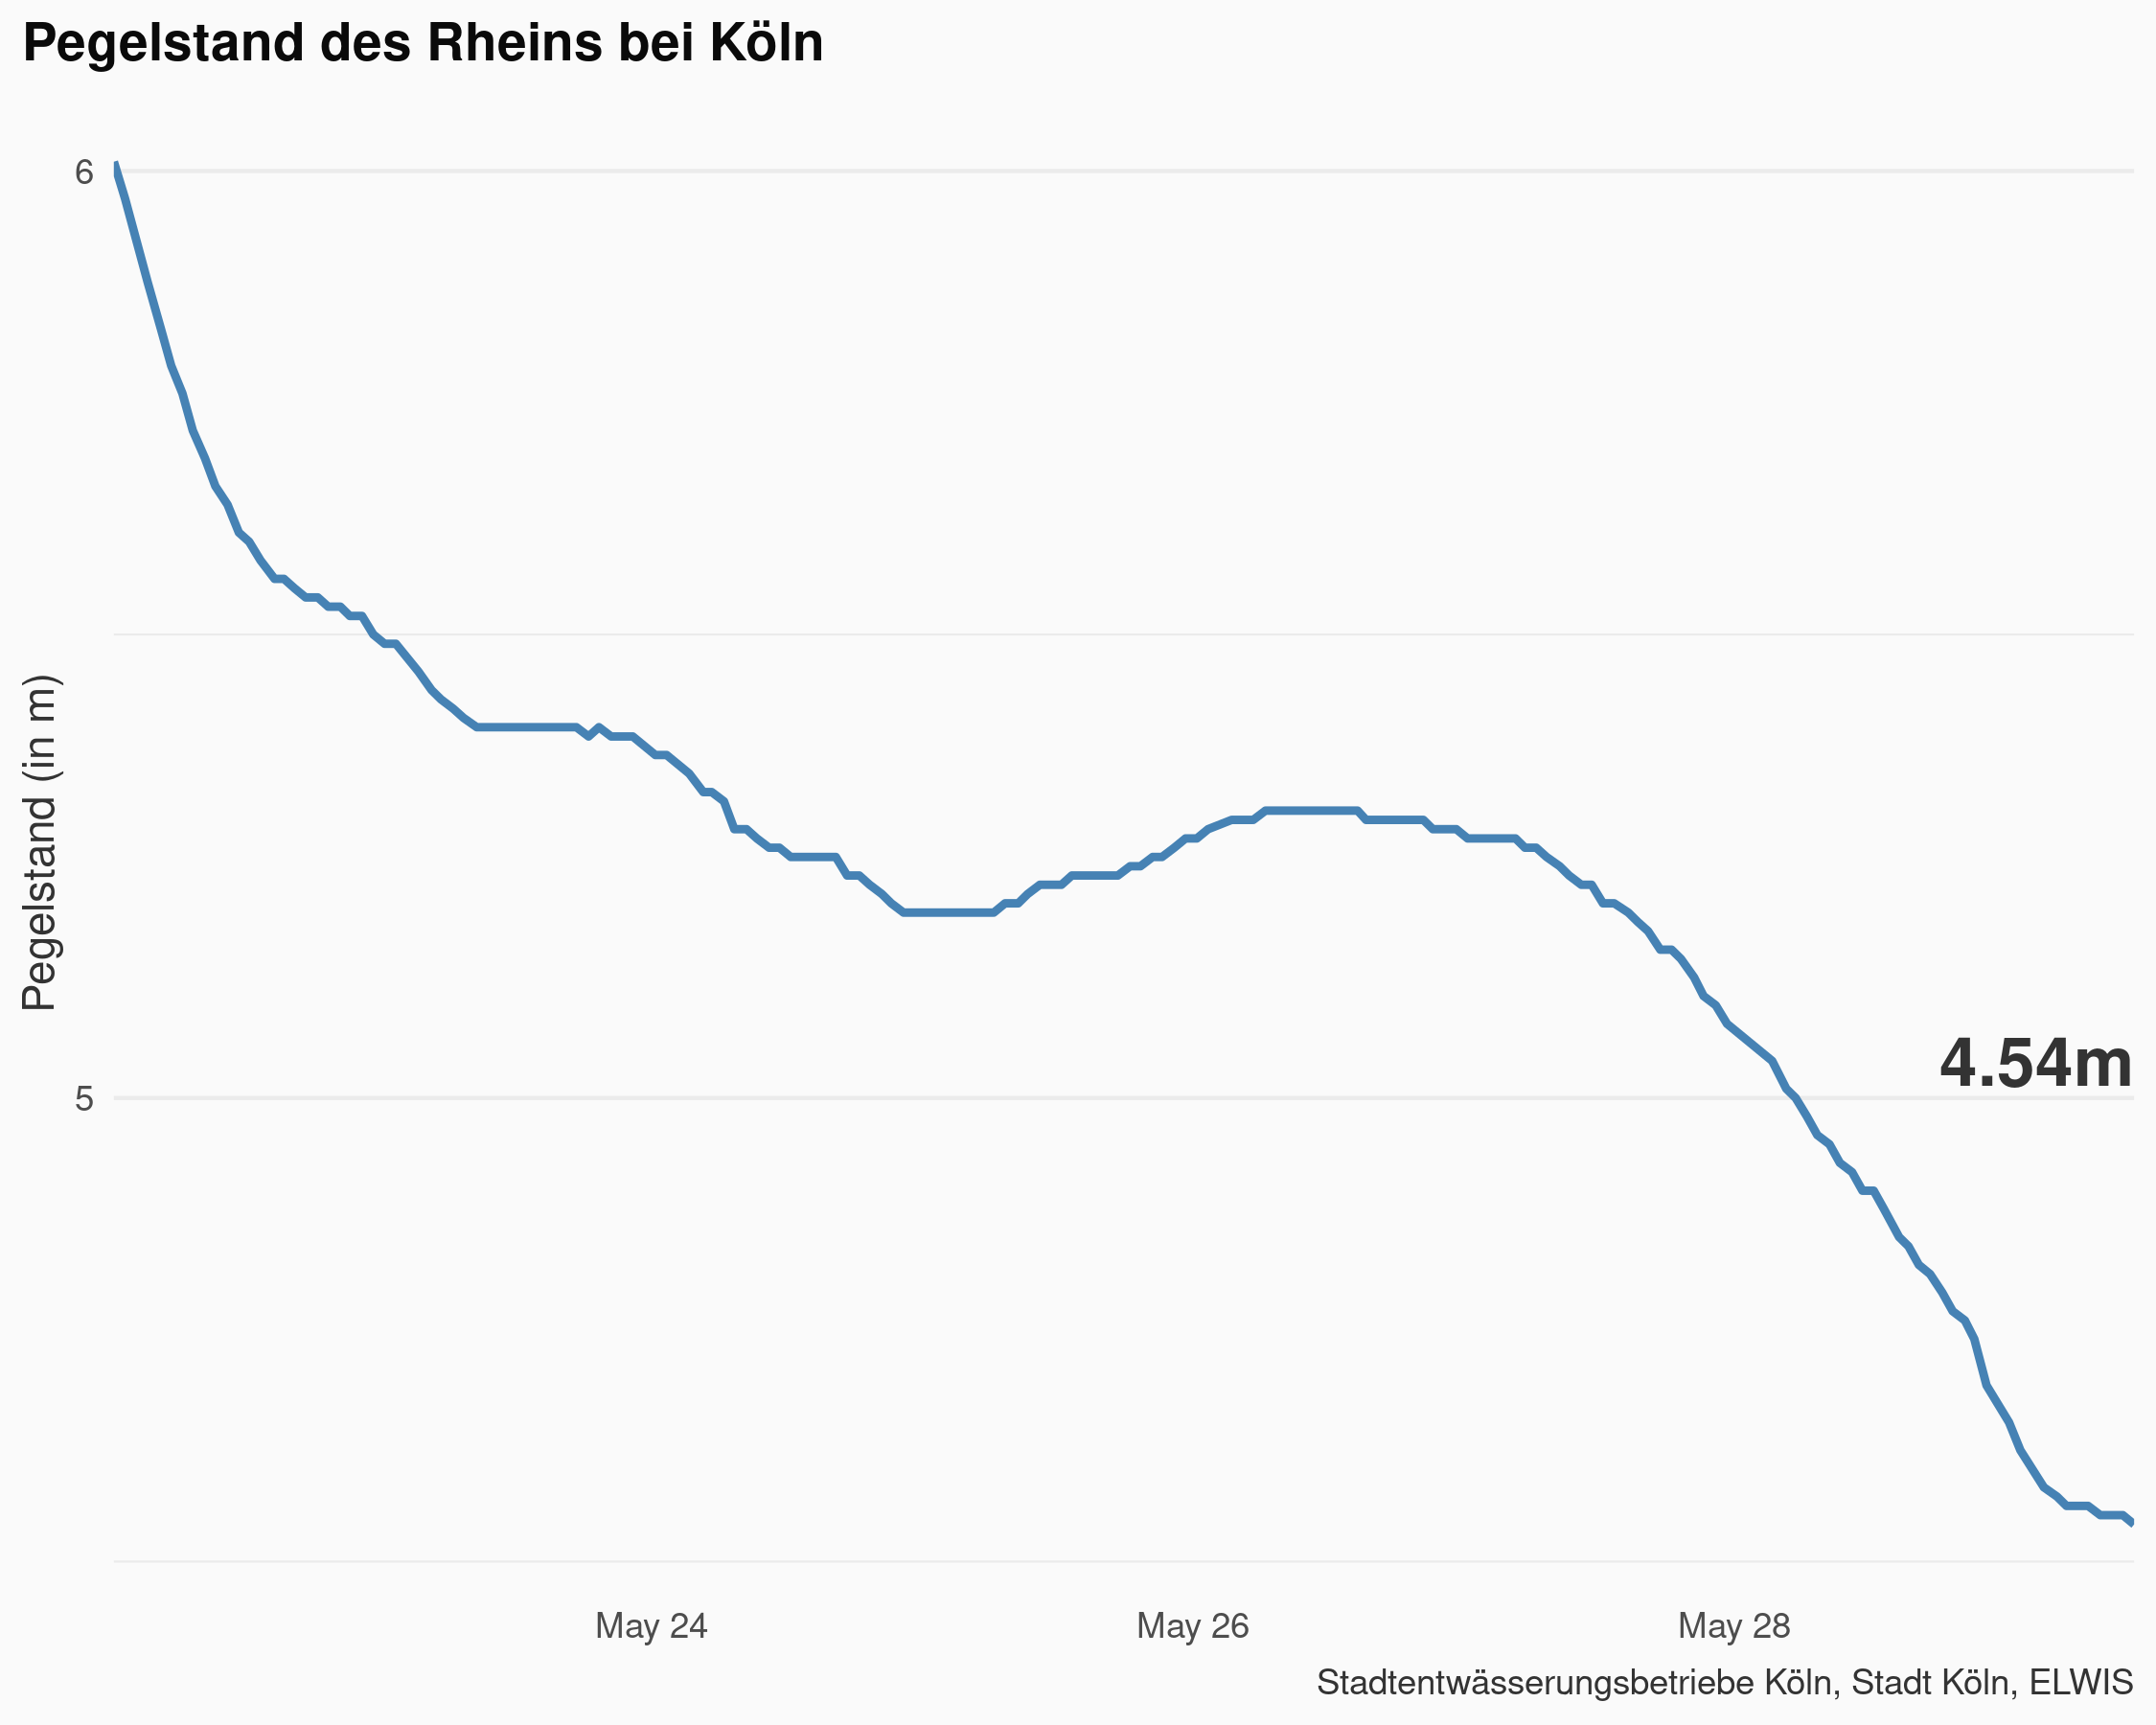 Pegelstand des Rheins bei Köln
6
Pegelstand (in m)
4.54m
5
May 24 May 26 May 28
Stadtentwässerungsbetriebe Köln, Stadt Köln, ELWIS